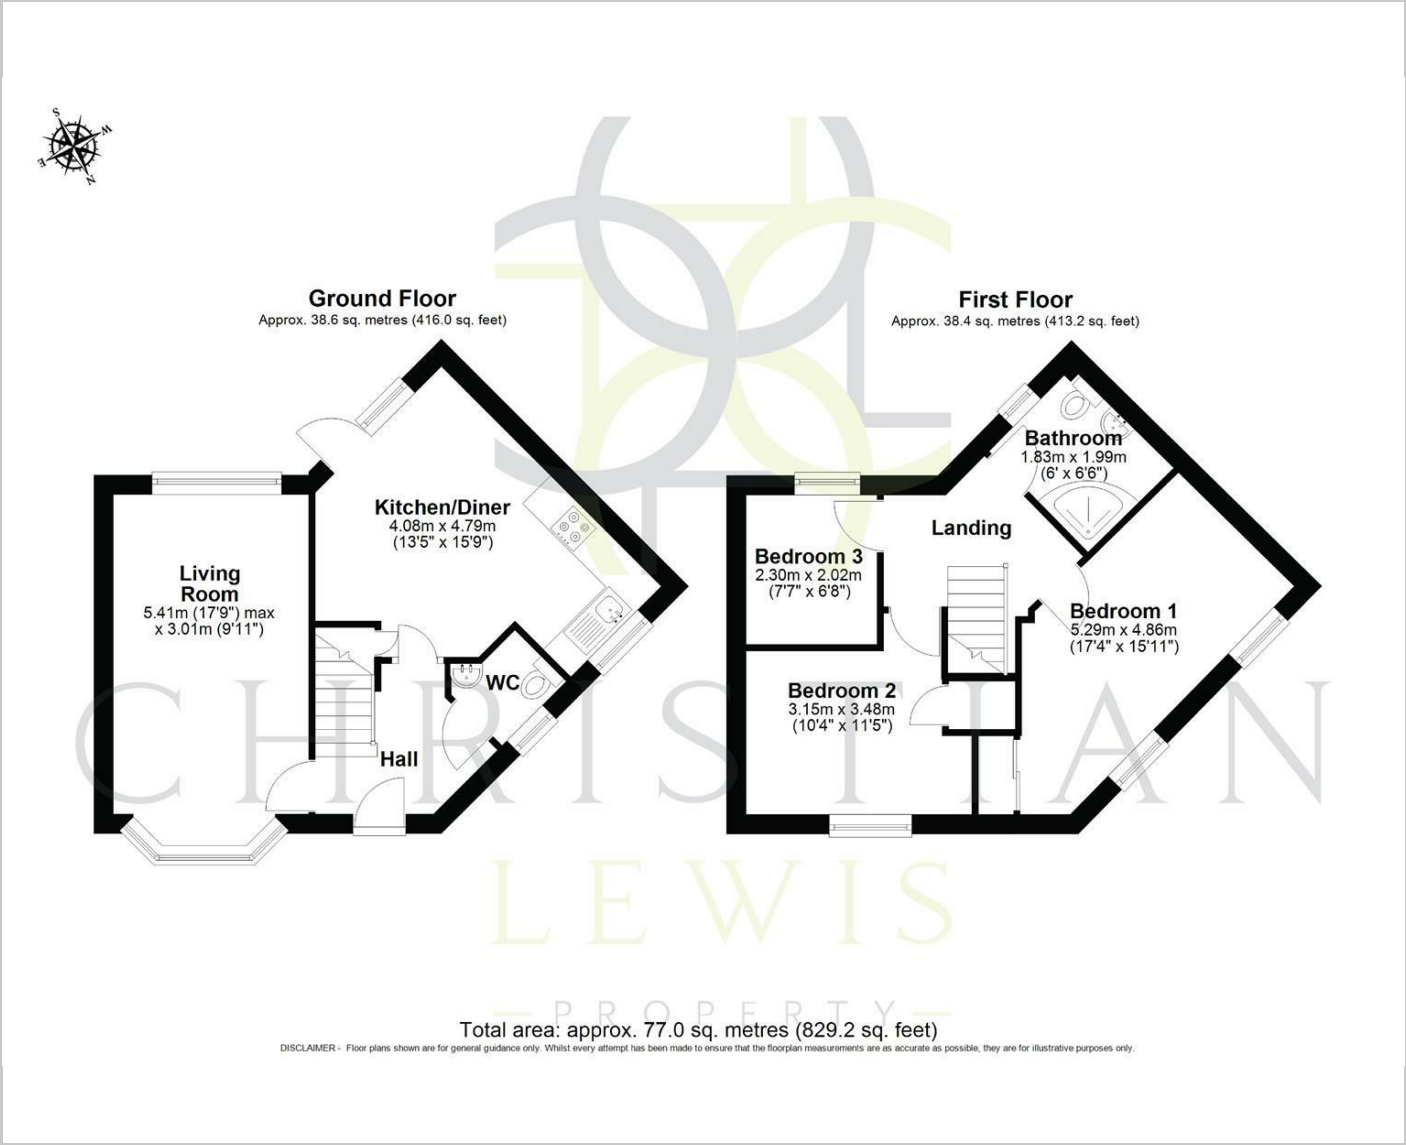 S
W
E
N
Ground Floor
Approx. 38.6 sq. metres (416.0 sq. feet)
Kitchen/Diner
4.08m x 4.79m
(13'5" x 15'9")
Living
Room
5.41m (17'9") max
x 3.01m (9'11")
WC
Hall
First Floor
Approx. 38.4 sq. metres (413.2 sq. feet)
Bathroom
1.83m x 1.99m
(6' x 6'6")
Landing
Bedroom 3
2.30m x 2.02m
(7'7" x 6'8")
Bedroom 1
5.29m x 4.86m
(17'4" x 15'11")
Bedroom 2
3.15m x 3.48m
(10'4" x 11'5")
CHRISTIAN
LEWIS
PROPERTY
Total area: approx. 77.0 sq. metres (829.2 sq. feet)
DISCLAIMER - Floor plans shown are for general guidance only. Whilst every attempt has been made to ensure that the floorplan measurements are as accurate as possible, they are for illustrative purposes only.